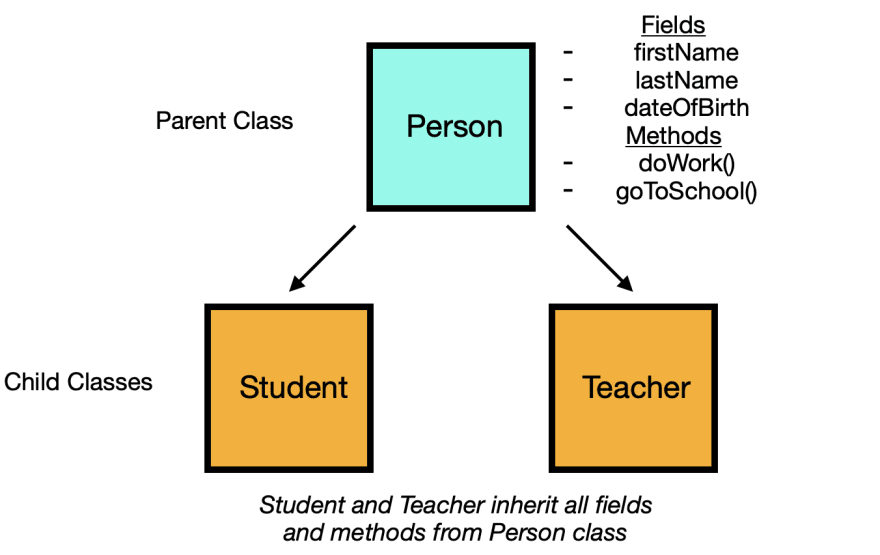 Fields
- firstName
- lastName
- dateOfBirth
Methods
- doWork()
- goToSchool()
Parent Class
Person
Child Classes
Student
Teacher
Student and Teacher inherit all fields
and methods from Person class